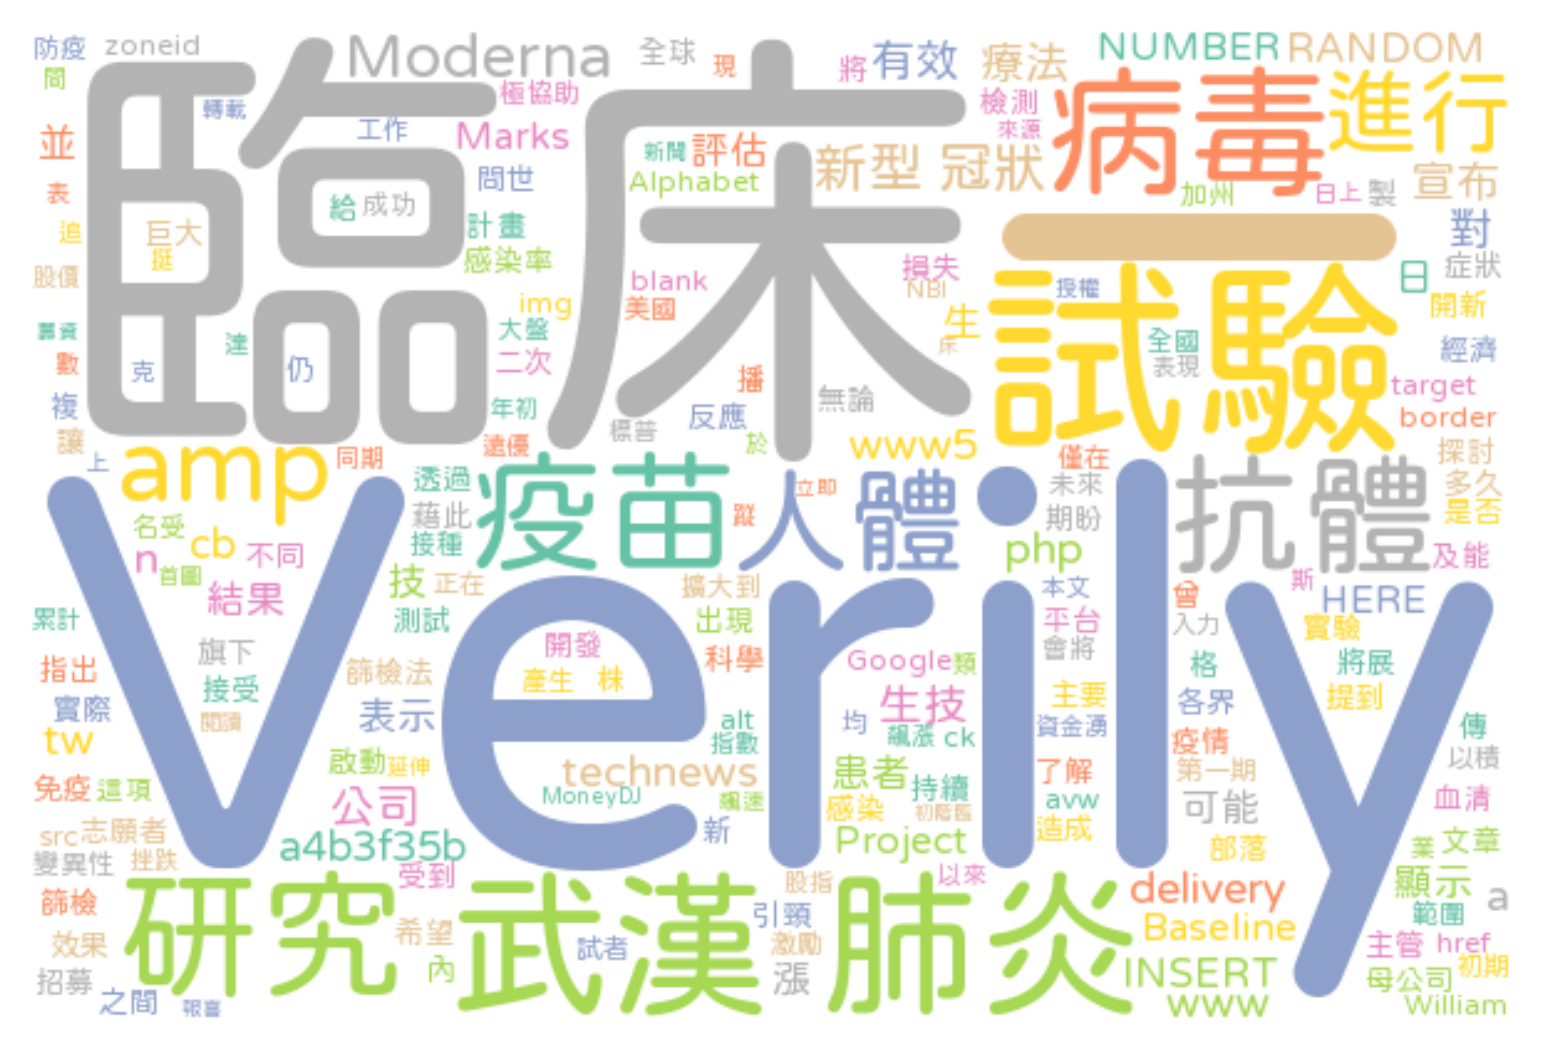 防疫 zoneid Moderna 全球 現 將 有效 療法 NUMBER RANDOM
間 轉載 極協助 檢測 病毒 進行
並 工作 Marks 新聞 評估 新型 冠狀 來源
臨床
表 問世 Alphabet 加州 日上 製 宣布
給 成功
追 巨大 計畫 一 對
挺 感染率 損失 日 症狀
股價 blank NBI 試驗 授權
img 美國 生 開新
薑資 達 大盤 床 全國 經濟
數 克 仍 二次 播 無論 表現 target
複 年初 反應 border
讓 標普 於 www5 探討
上 amp 同期 遠優 僅在
透過 疫苗 人體 立即 未來 抗體 多久
名受 藉此 蹤 期盼 是否
n cb 不同 接種 php 及能
首圖 技 正在 擴大到 本文 斯
結果 曾 HERE
Verily
累計 測試 出現 平台 入力 實驗
旗下 開發 會將
指出 篩檢法 科學 Google 類 格 將展
接受 產生 株
實際 閱讀 表示 生技 主要 各界 提到
tw alt 均 資金湧 傳
指數 飆漲 ck 疫情
免疫 這項 啟動 延伸 technews 患者 持續 了解 第一期 以積
公司 MoneyDJ 飆速 感染 初階區 avw 可能 血清
src 志願者 a4b3f35b 新 Project 造成 部落 業 文章
變異性 挫跌 受到 股指 以來 顯示
篩檢 研究 武漢 肺炎 delivery a
引頸 範圍
效果 希望 試者 激勵 Baseline 主管 href
招募 內 漲 INSERT 母公司 初期
之間 報喜 www William